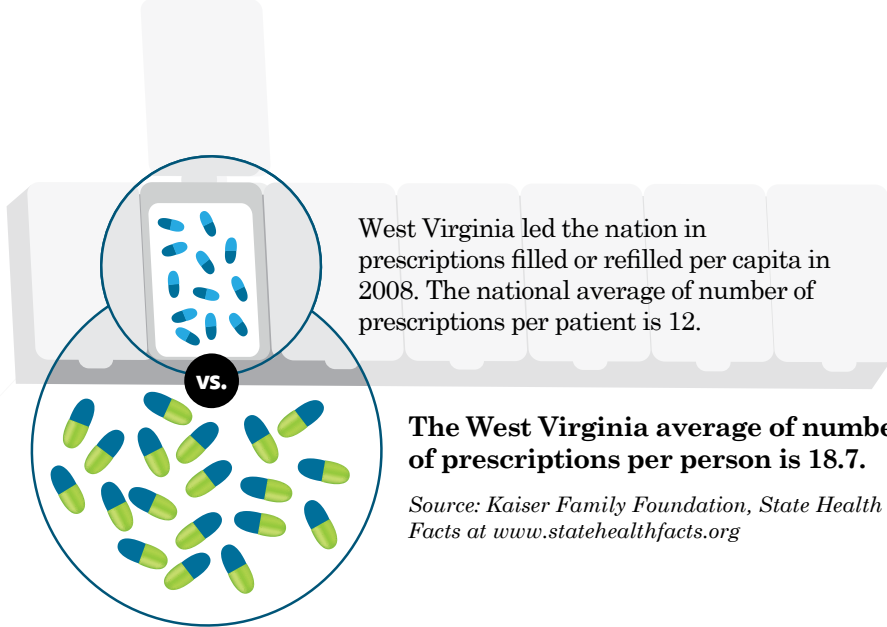 West Virginia led the nation in
prescriptions filled or refilled per capita in
2008. The national average of number of
prescriptions per patient is 12.
vs.
The West Virginia average of numbe
of prescriptions per person is 18.7.
Source: Kaiser Family Foundation, State Health
Facts at www.statehealthfacts.org